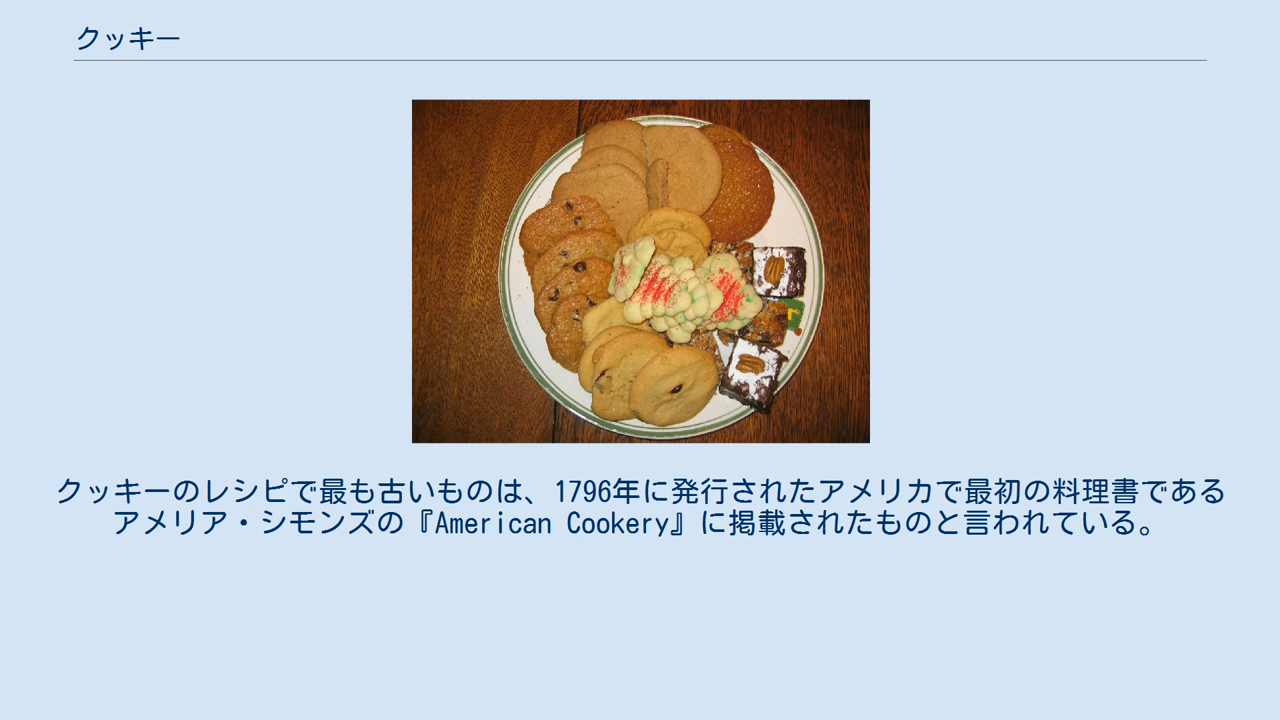 クッキー
クッキーのレシピで最も古いものは、1796年に発行されたアメリカで最初の料理書である
アメリア・シモンズの『American Cookery』に掲載されたものと言われている。